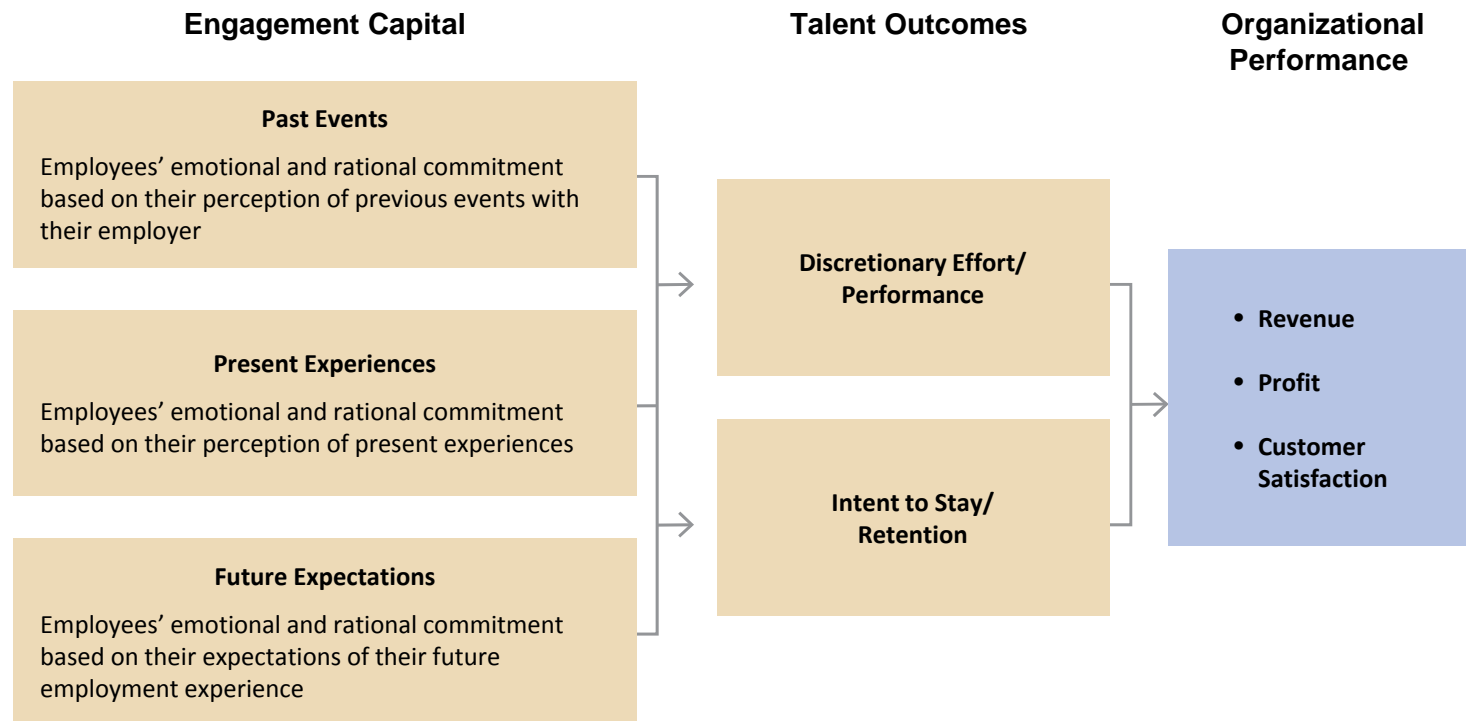 Engagement Capital
Talent Outcomes
Organizational
Performance
Past Events
Employees’ emotional and rational commitment
based on their perception of previous events with
their employer
Present Experiences
Employees’ emotional and rational commitment
based on their perception of present experiences
Future Expectations
Employees’ emotional and rational commitment
based on their expectations of their future
employment experience
Discretionary Effort/
Performance
Intent to Stay/
Retention
• Revenue
• Profit
• Customer
Satisfaction